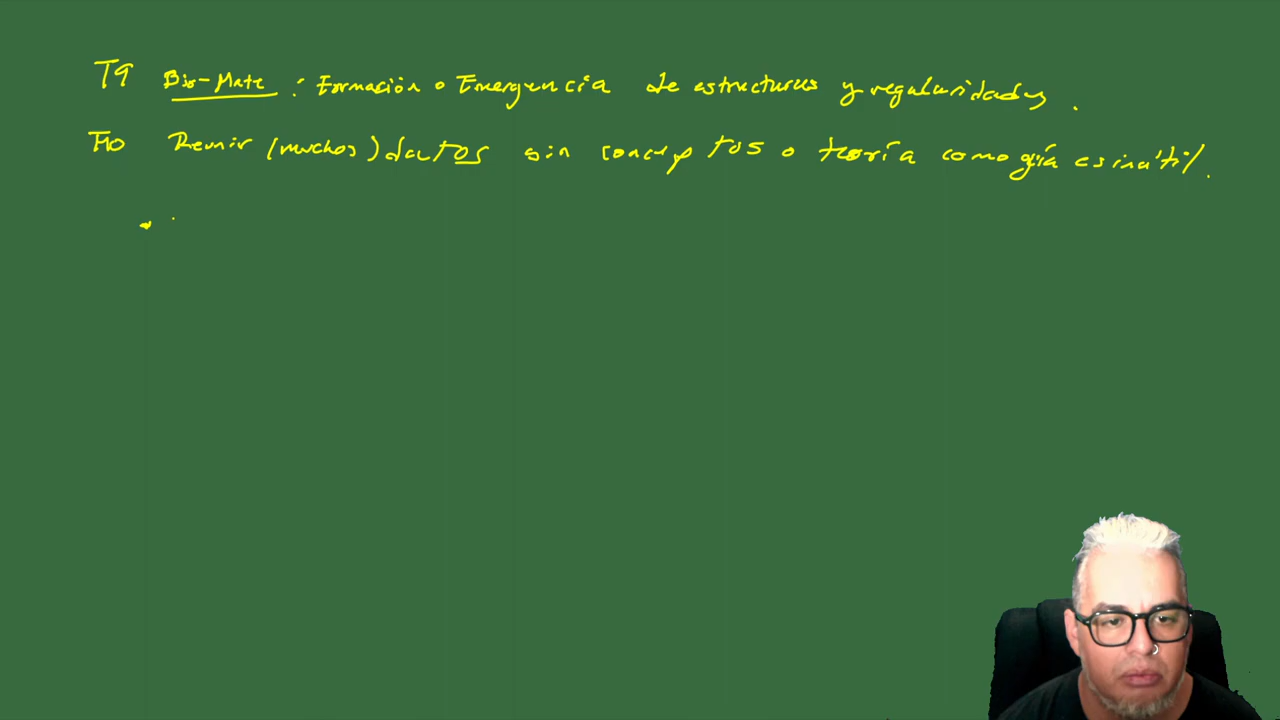 T9 Bio-Mate : Formación o Emergencia de estructuras y regularidades.
T10 Reunir (muchos) datos sin conceptos o teoría como guía es inútil.